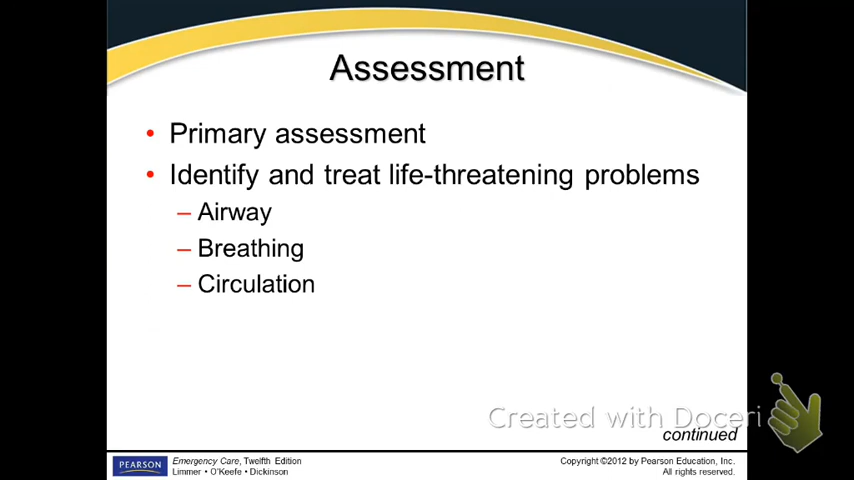 Assessment
• Primary assessment
• Identify and treat life-threatening problems
– Airway
– Breathing
– Circulation
Created with Doceri
continued
PEARSON
Emergency Care, Twelfth Edition
Limmer • O'Keefe • Dickinson
Copyright ©2012 by Pearson Education, Inc.
All rights reserved.